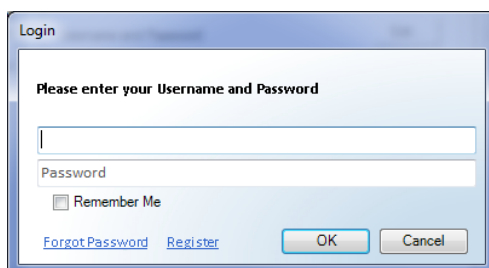 Login
Please enter your Username and Password
Password
Remember Me
Forgot Password Register OK Cancel